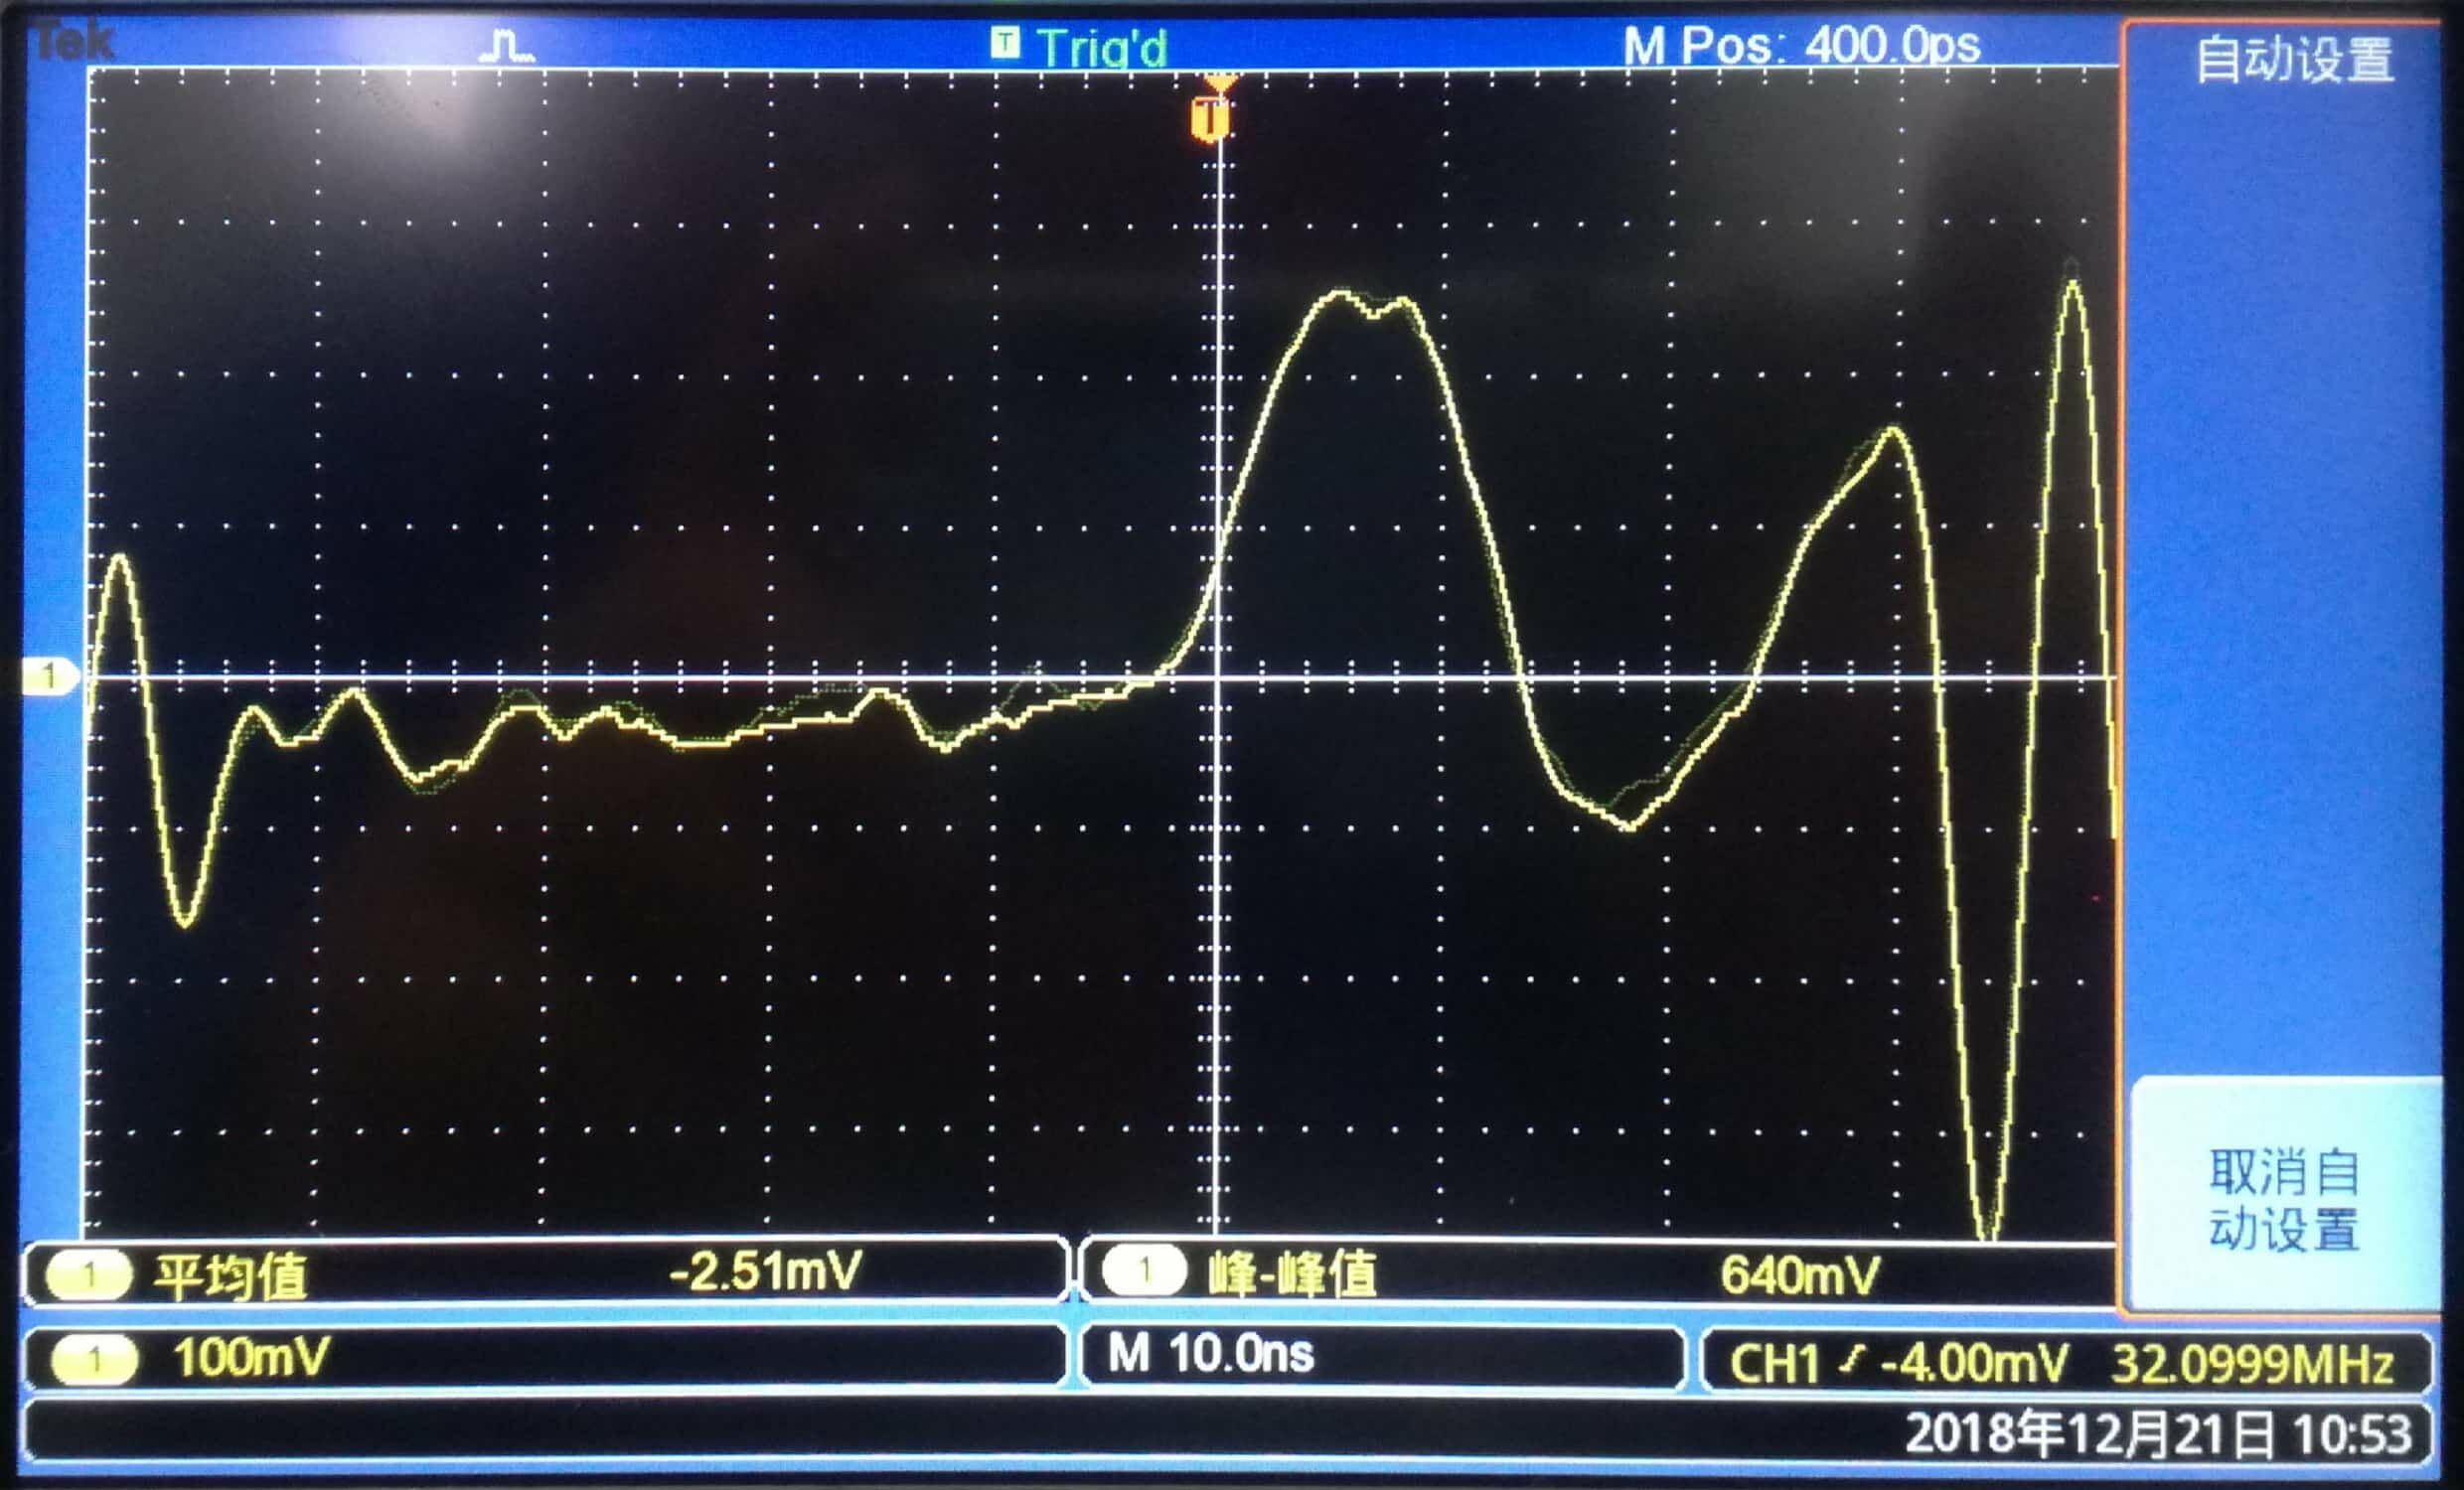 Tek
T Trig'd
M Pos: 400.0ps
自动设置
T
1
取消自
动设置
1 平均值 -2.51mV
1 峰-峰值 640mV
1 100mV
M 10.0ns
CH1 -4.00mV 32.0999MHz
2018年12月21日 10:53